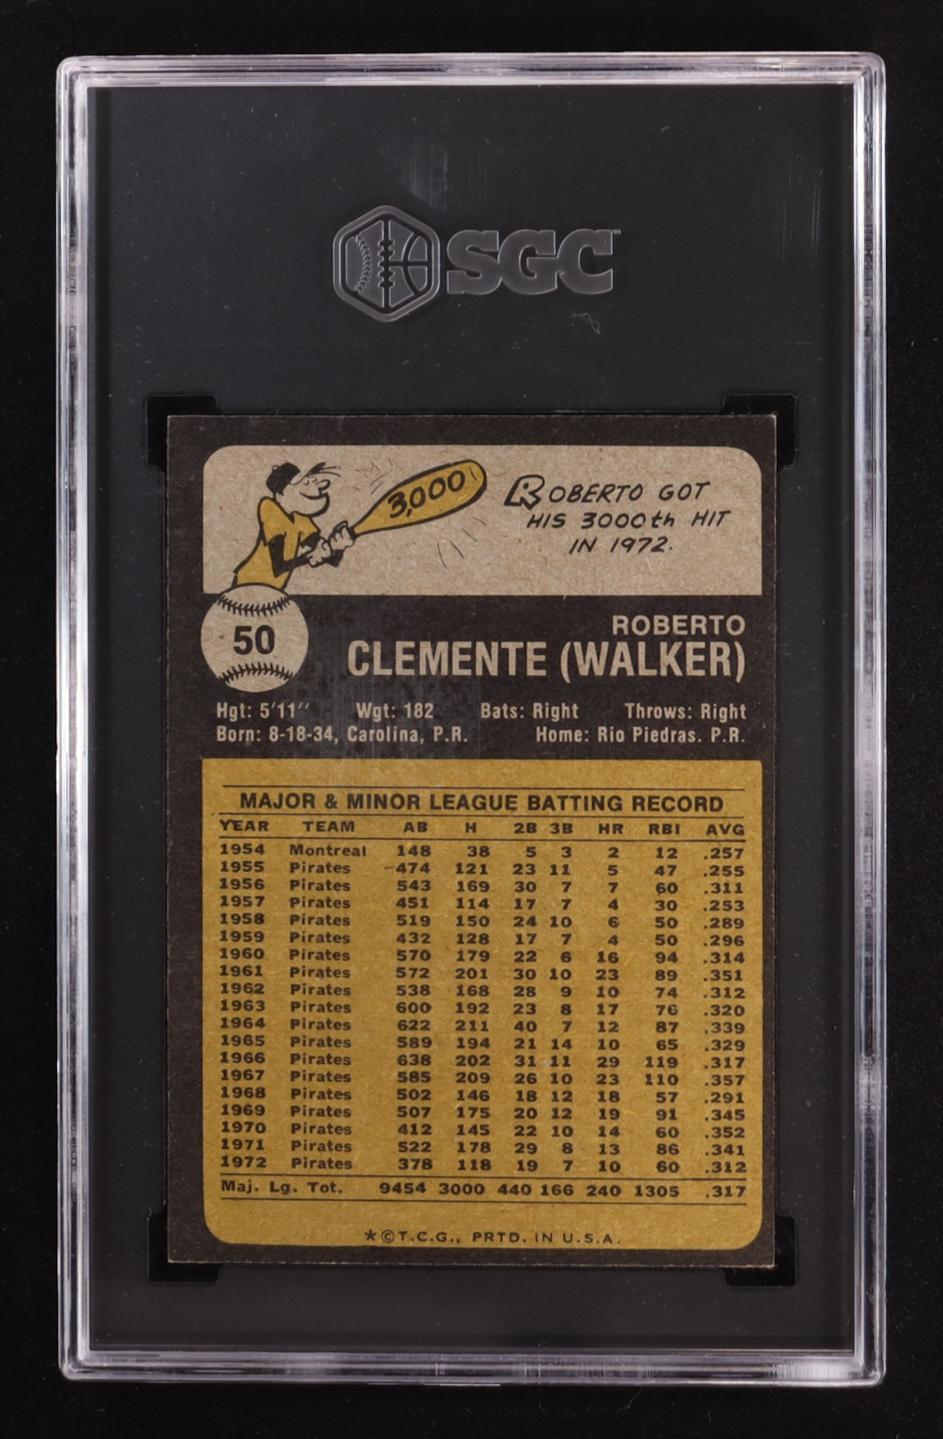 SGC™
3,000
ROBERTO GOT
HIS 3000th HIT
IN 1972.
50
ROBERTO
CLEMENTE (WALKER)
Hgt: 5'11'' Wgt: 182 Bats: Right Throws: Right
Born: 8-18-34, Carolina, P.R. Home: Rio Piedras. P.R.
MAJOR & MINOR LEAGUE BATTING RECORD
YEAR TEAM AB H 2B 3B HR RBI AVG
1954 Montreal 148 38 5 3 2 12 .257
1955 Pirates 474 121 23 11 5 47 .255
1956 Pirates 543 169 30 7 7 60 .311
1957 Pirates 451 114 17 7 4 30 .253
1958 Pirates 519 150 24 10 6 50 .289
1959 Pirates 432 128 17 7 4 50 .296
1960 Pirates 570 179 22 6 16 94 .314
1961 Pirates 572 201 30 10 23 89 .351
1962 Pirates 538 168 28 9 10 74 .312
1963 Pirates 600 192 23 8 17 76 .320
1964 Pirates 622 211 40 7 12 87 .339
1965 Pirates 589 194 21 14 10 65 .329
1966 Pirates 638 202 31 11 29 119 .317
1967 Pirates 585 209 26 10 23 110 .357
1968 Pirates 502 146 18 12 18 57 .291
1969 Pirates 507 175 20 12 19 91 .345
1970 Pirates 412 145 22 10 14 60 .352
1971 Pirates 522 178 29 8 13 86 .341
1972 Pirates 378 118 19 7 10 60 .312
Maj. Lg. Tot. 9454 3000 440 166 240 1305 .317
*©T.C.G., PRTD. IN U.S.A.